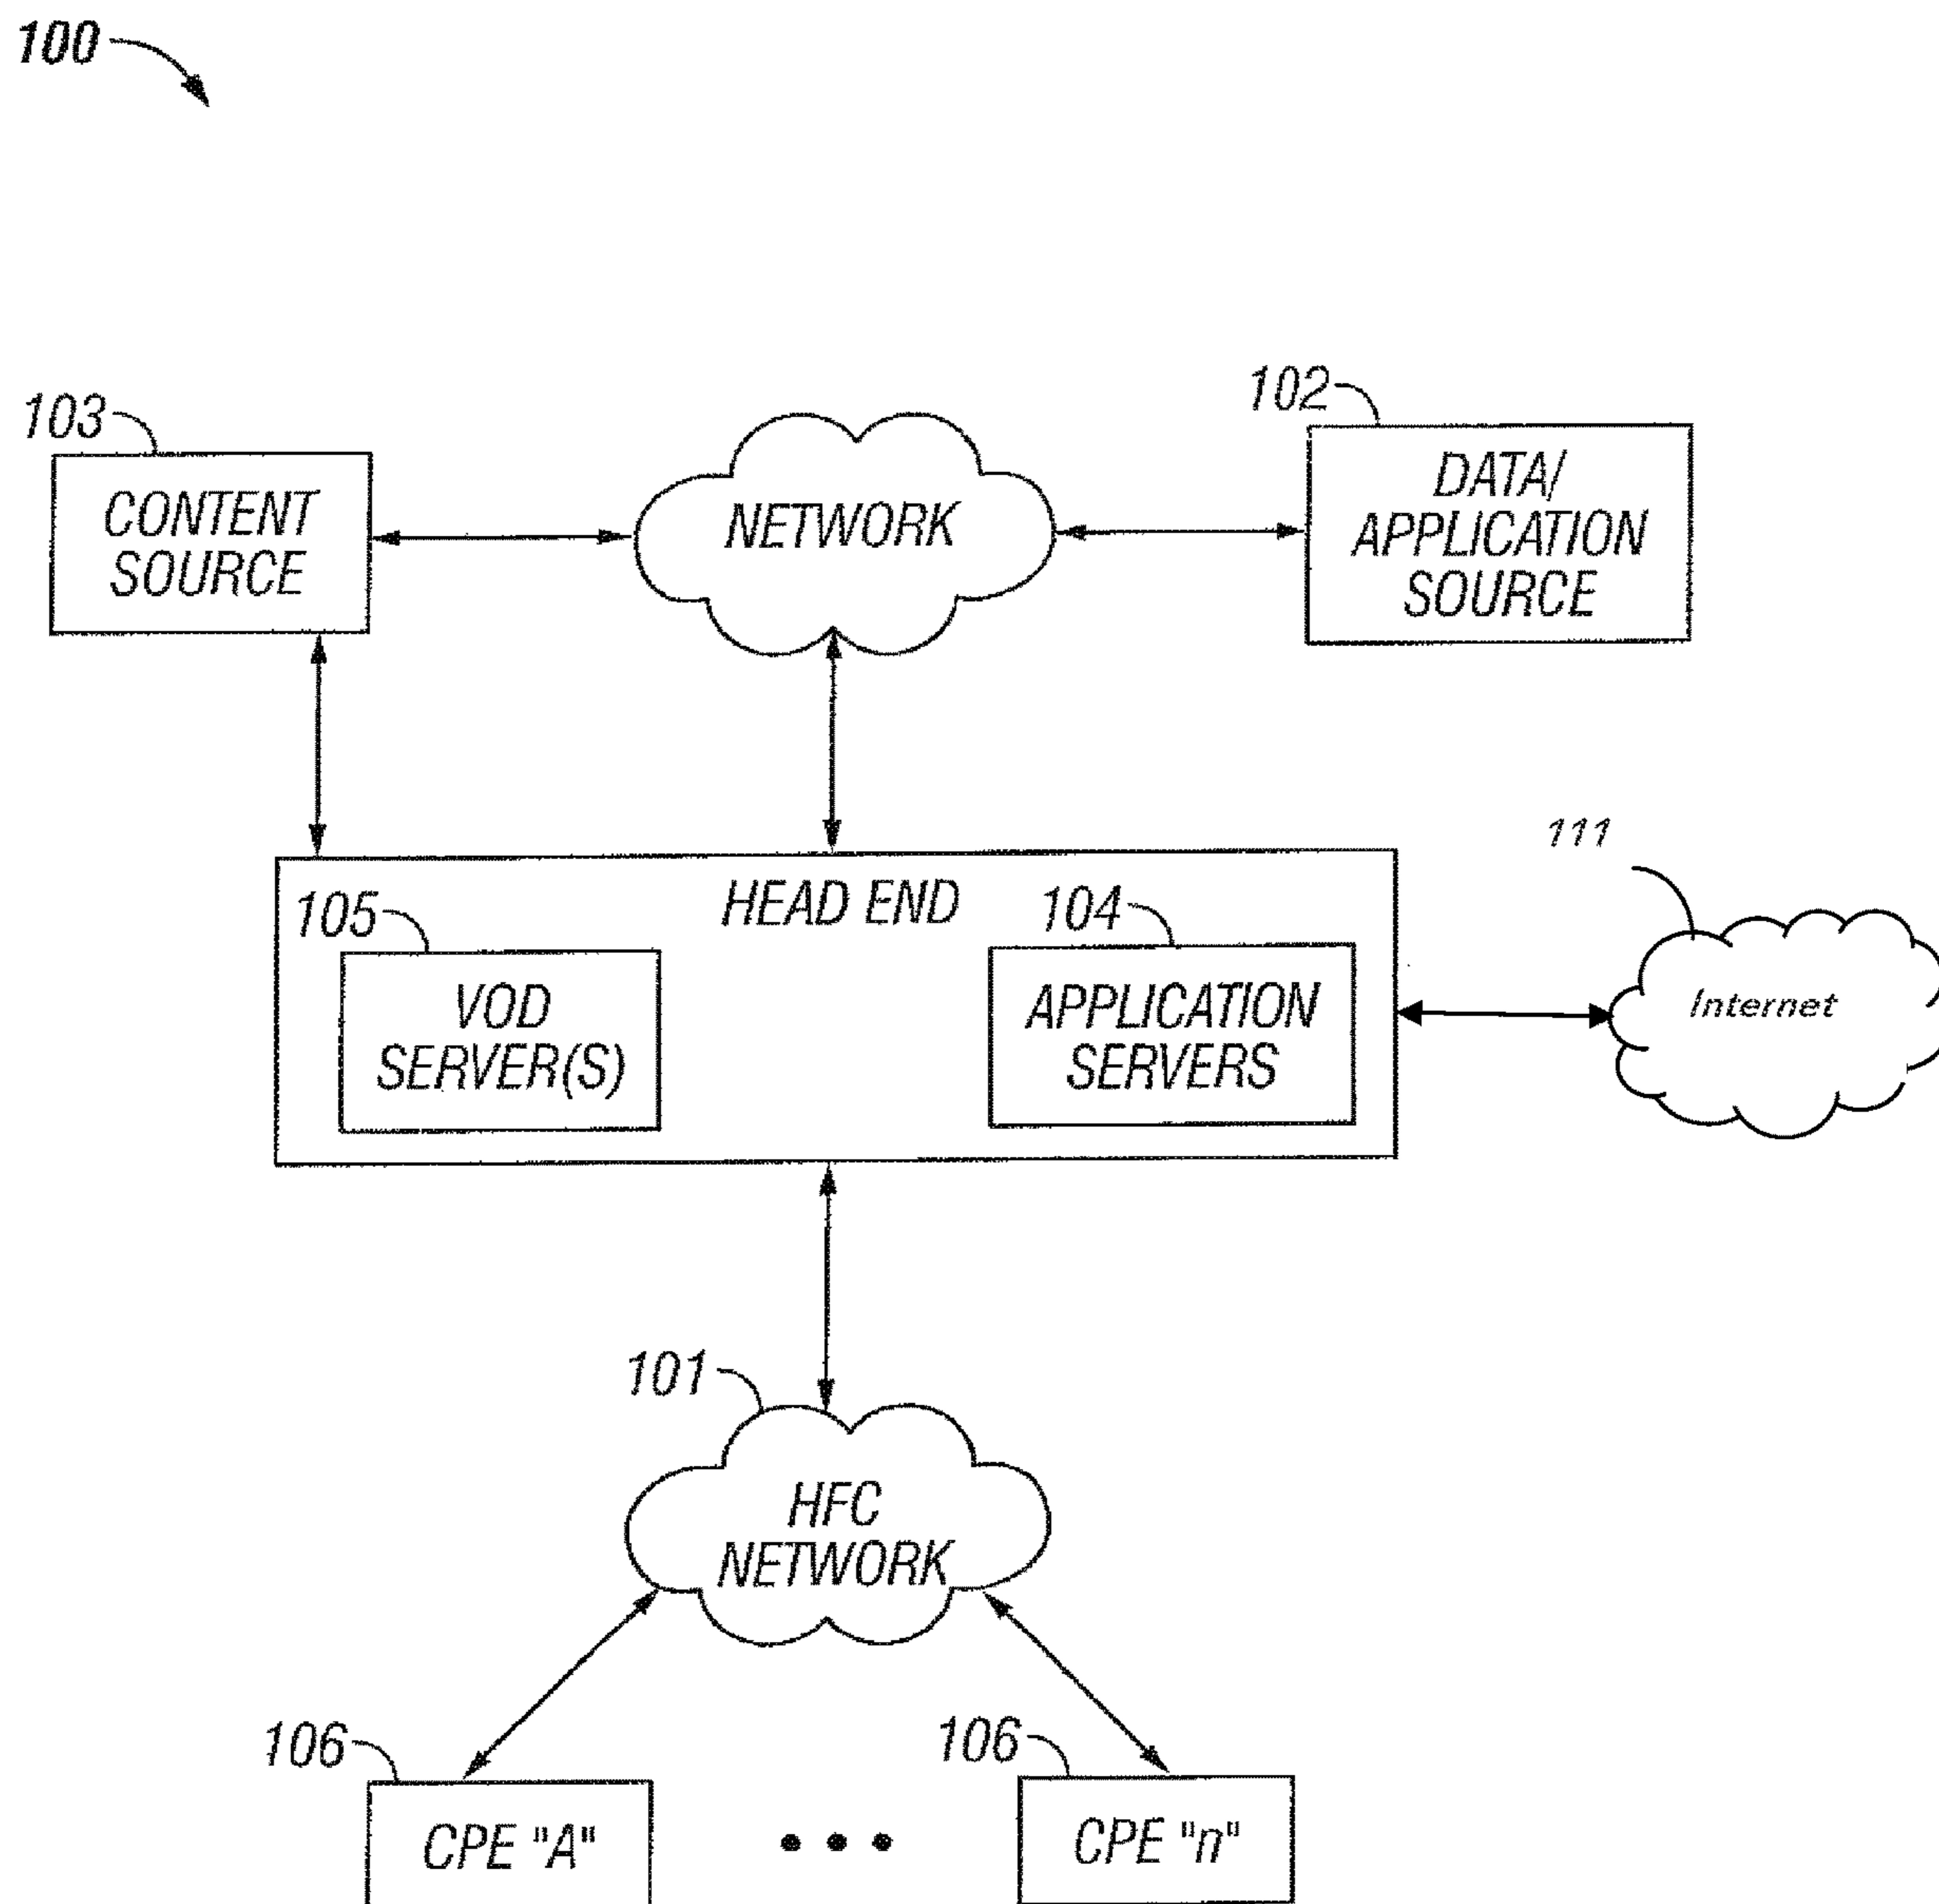 100
103
CONTENT
SOURCE
NETWORK
102
DATA/
APPLICATION
SOURCE
HEAD END
105
VOD
SERVER(S)
104
APPLICATION
SERVERS
111
Internet
101
HFC
NETWORK
106
CPE "A"
106
CPE "n"